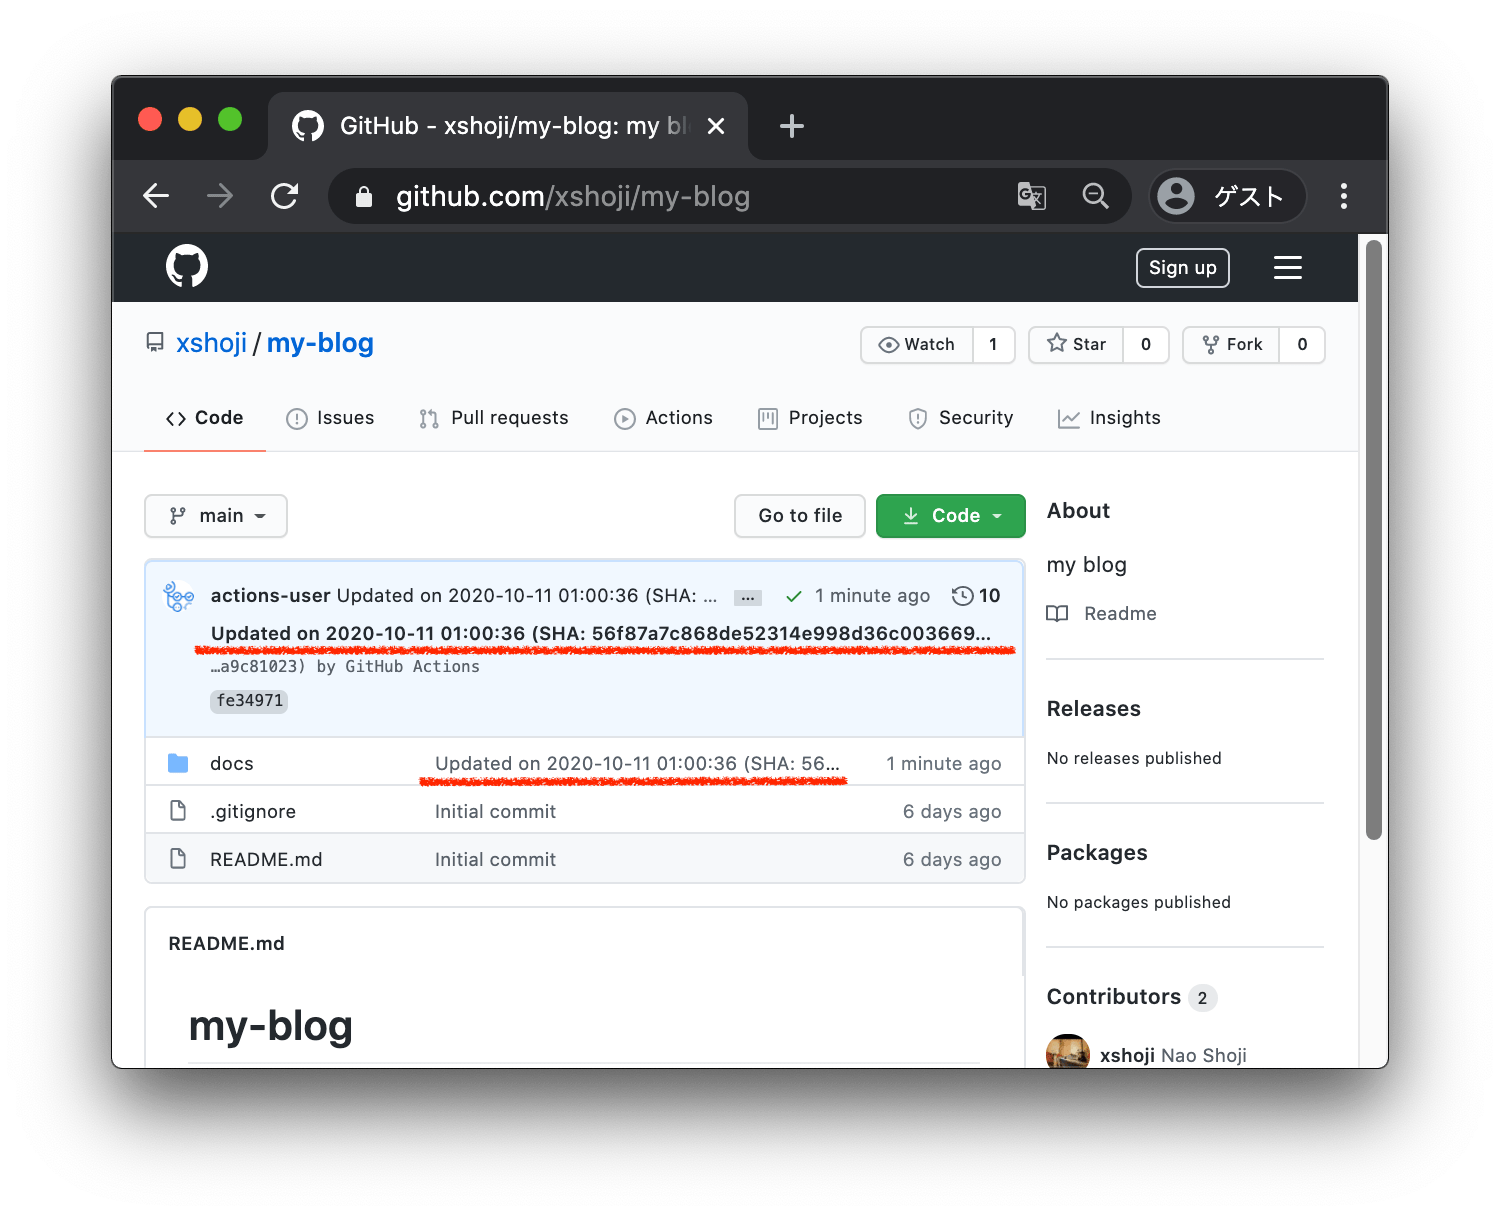 GitHub - xshoji/my-blog: my bl
github.com/xshoji/my-blog
ゲスト
Sign up
xshoji / my-blog
Watch 1
Star 0
Fork 0
Code
Issues
Pull requests
Actions
Projects
Security
Insights
main
Go to file
Code
actions-user Updated on 2020-10-11 01:00:36 (SHA: ... ... 1 minute ago 10
Updated on 2020-10-11 01:00:36 (SHA: 56f87a7c868de52314e998d36c003669...
…a9c81023) by GitHub Actions
fe34971
docs Updated on 2020-10-11 01:00:36 (SHA: 56... 1 minute ago
.gitignore Initial commit 6 days ago
README.md Initial commit 6 days ago
README.md
my-blog
About
my blog
Readme
Releases
No releases published
Packages
No packages published
Contributors 2
xshoji Nao Shoji